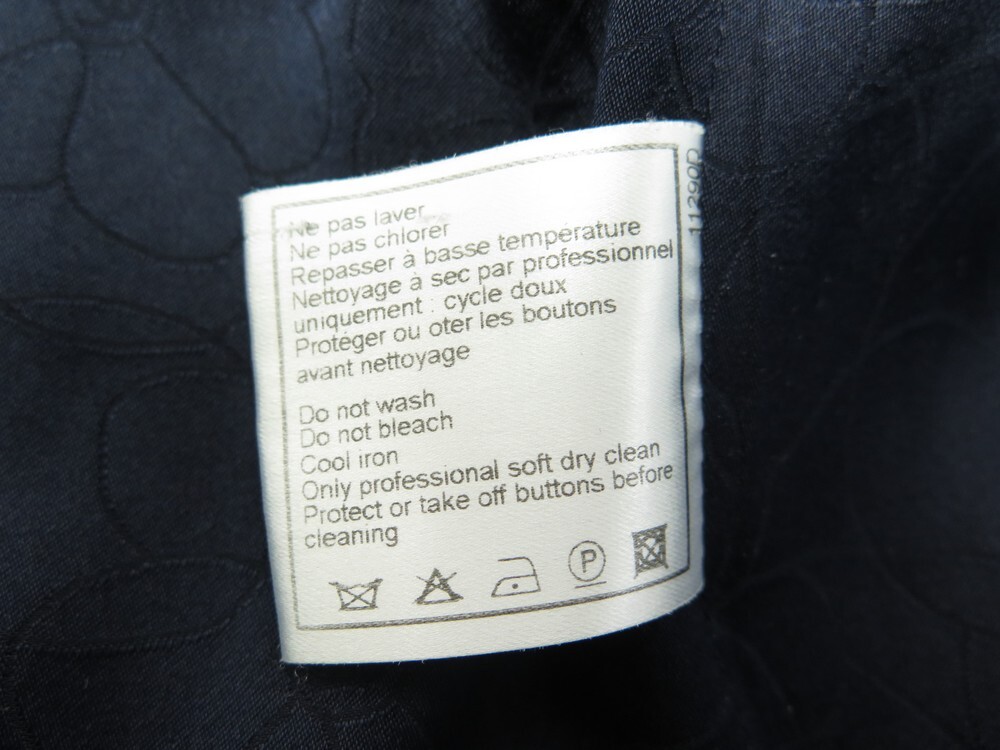 Ne pas laver
Ne pas chlorer
Repasser à basse température
Nettoyage à sec par professionnel
uniquement : cycle doux
Protéger ou oter les boutons
avant nettoyage
Do not wash
Do not bleach
Cool iron
Only professional soft dry clean
Protect or take off buttons before
cleaning
P
11290D